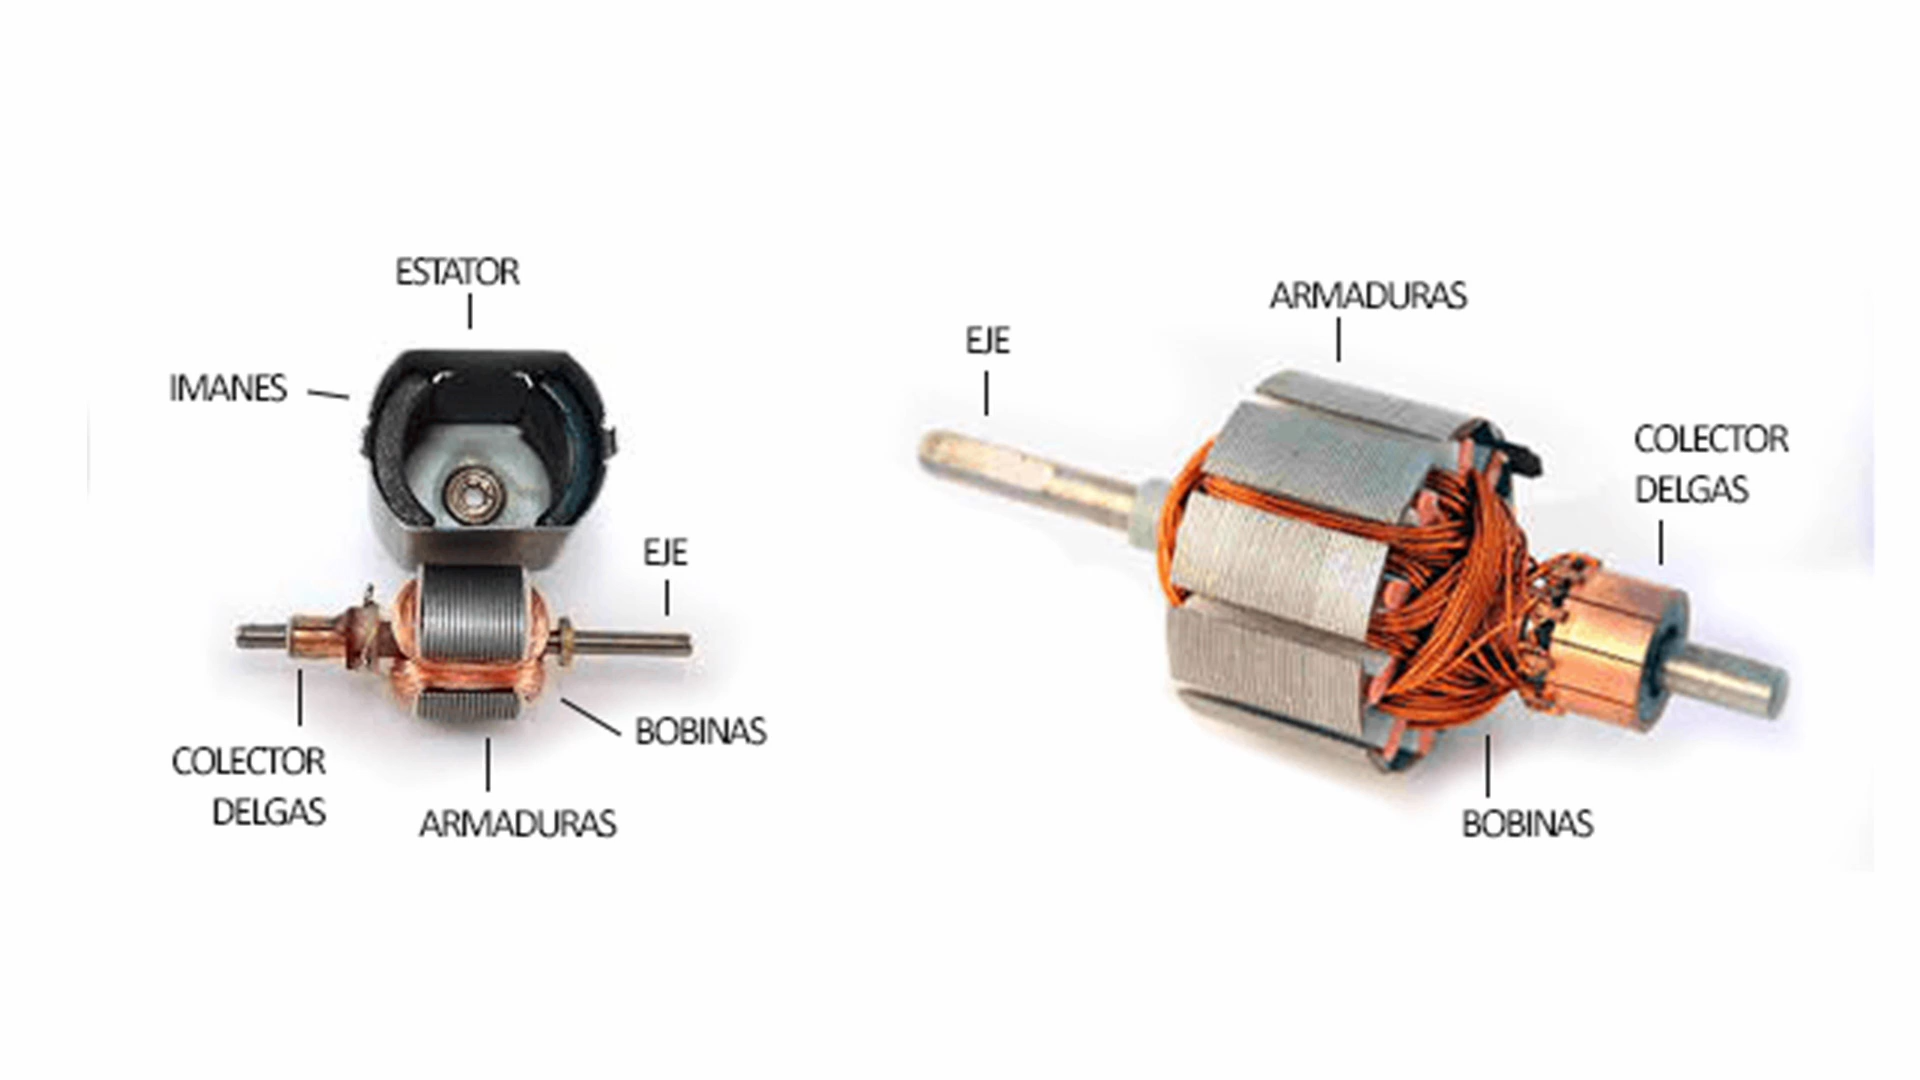 ESTATOR
IMANES
EJE
COLECTOR
DELGAS
BOBINAS
ARMADURAS
ARMADURAS
EJE
COLECTOR
DELGAS
BOBINAS